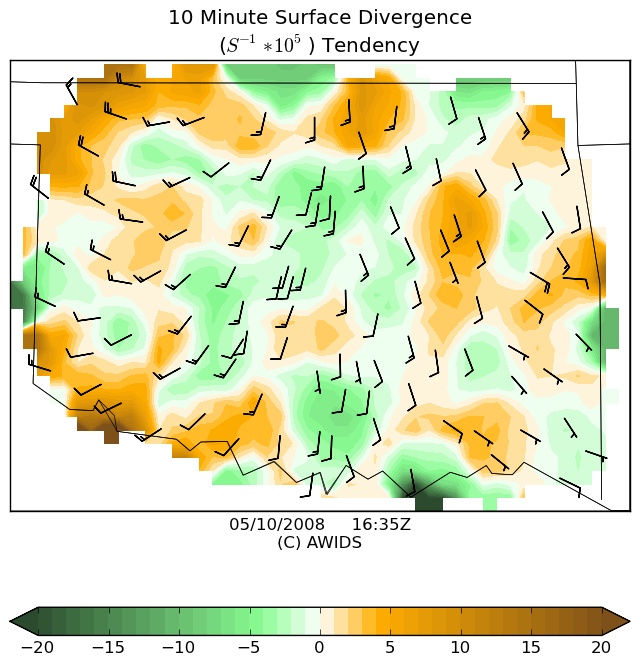 10 Minute Surface Divergence
(S⁻¹ *10⁵ ) Tendency
05/10/2008 16:35Z
(C) AWIDS
−20 −15 −10 −5 0 5 10 15 20